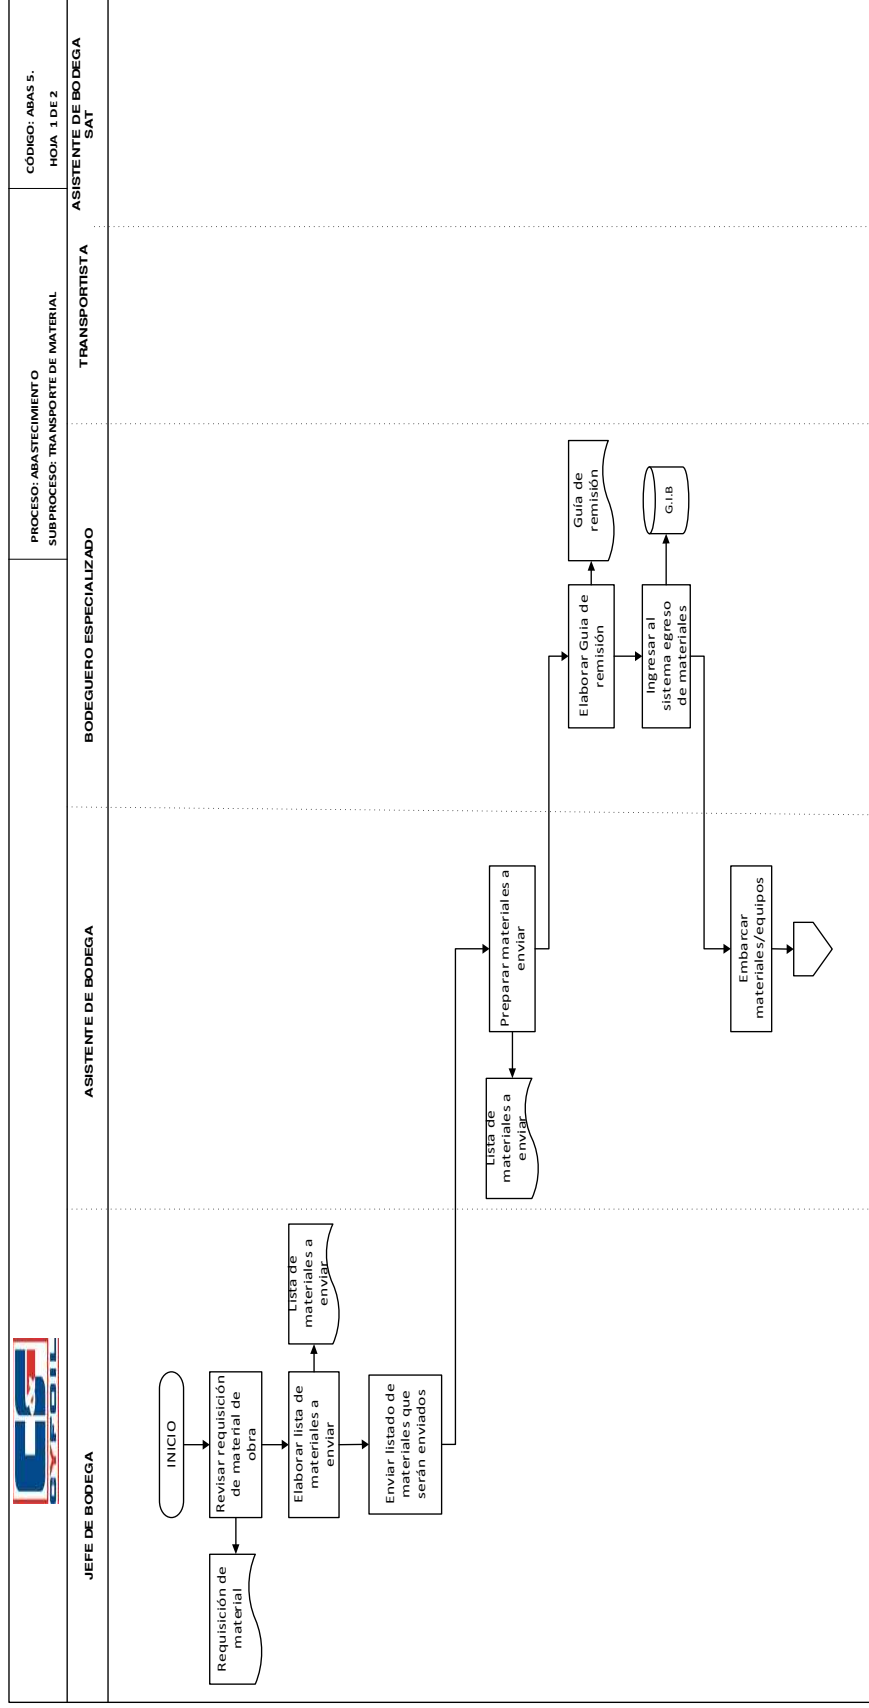 C&
OYFOIL
PROCESO: ABASTECIMIENTO
SUBPROCESO: TRANSPORTE DE MATERIAL
CÓDIGO: ABAS 5.
HOJA 1 DE 2
JEFE DE BODEGA
ASISTENTE DE BODEGA
BODEGUERO ESPECIALIZADO
TRANSPORTISTA
ASISTENTE DE BODEGA
SAT
INICIO
Revisar requisición
de material de
obra
Requisición de
material
Elaborar lista de
materiales a
enviar
Lista de
materiales a
enviar
Enviar listado de
materiales que
serán enviados
Preparar materiales a
enviar
Lista de
materiales a
enviar
Elaborar Guia de
remisión
Guía de
remisión
Ingresar al
sistema egreso
de materiales
G.I.B
Embarcar
materiales/equipos